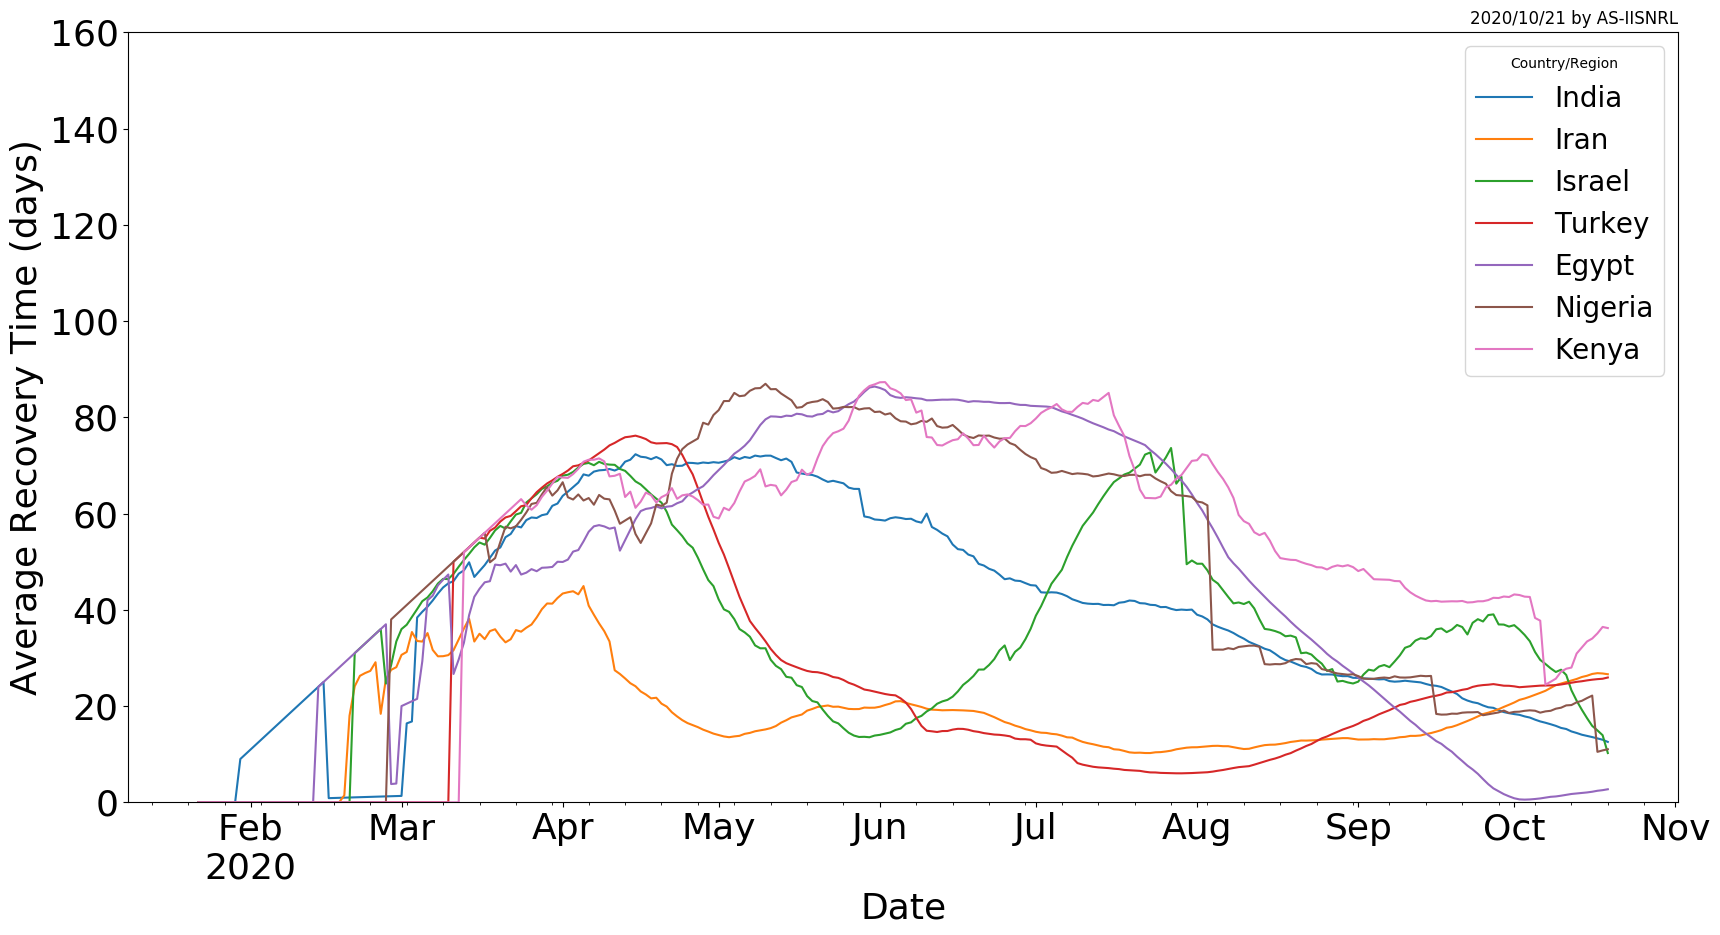 2020/10/21 by AS-IISNRL
160
140
120
100
80
60
40
20
0
Average Recovery Time (days)
Country/Region
India
Iran
Israel
Turkey
Egypt
Nigeria
Kenya
Feb Mar Apr May Jun Jul Aug Sep Oct Nov
2020
Date